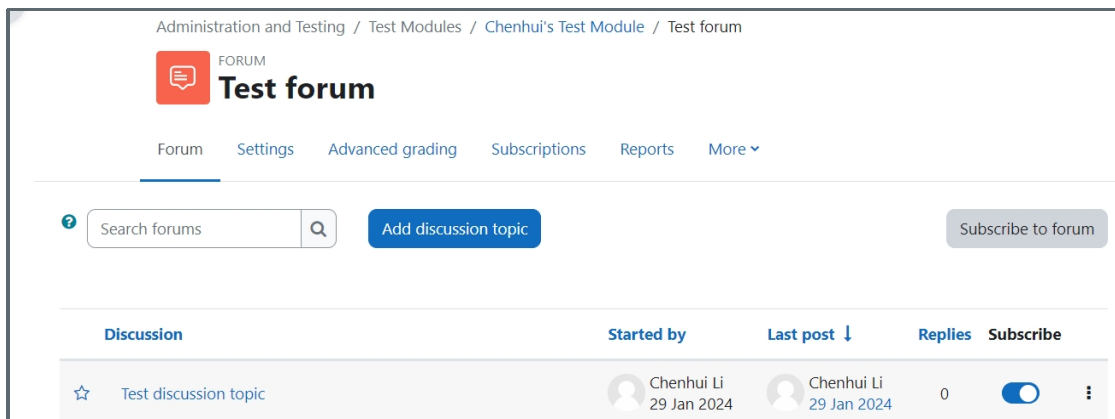 Administration and Testing / Test Modules / Chenhui's Test Module / Test forum
FORUM
Test forum
Forum Settings Advanced grading Subscriptions Reports More
Search forums Add discussion topic Subscribe to forum
Discussion Started by Last post ↓ Replies Subscribe
Test discussion topic Chenhui Li Chenhui Li 0
29 Jan 2024 29 Jan 2024